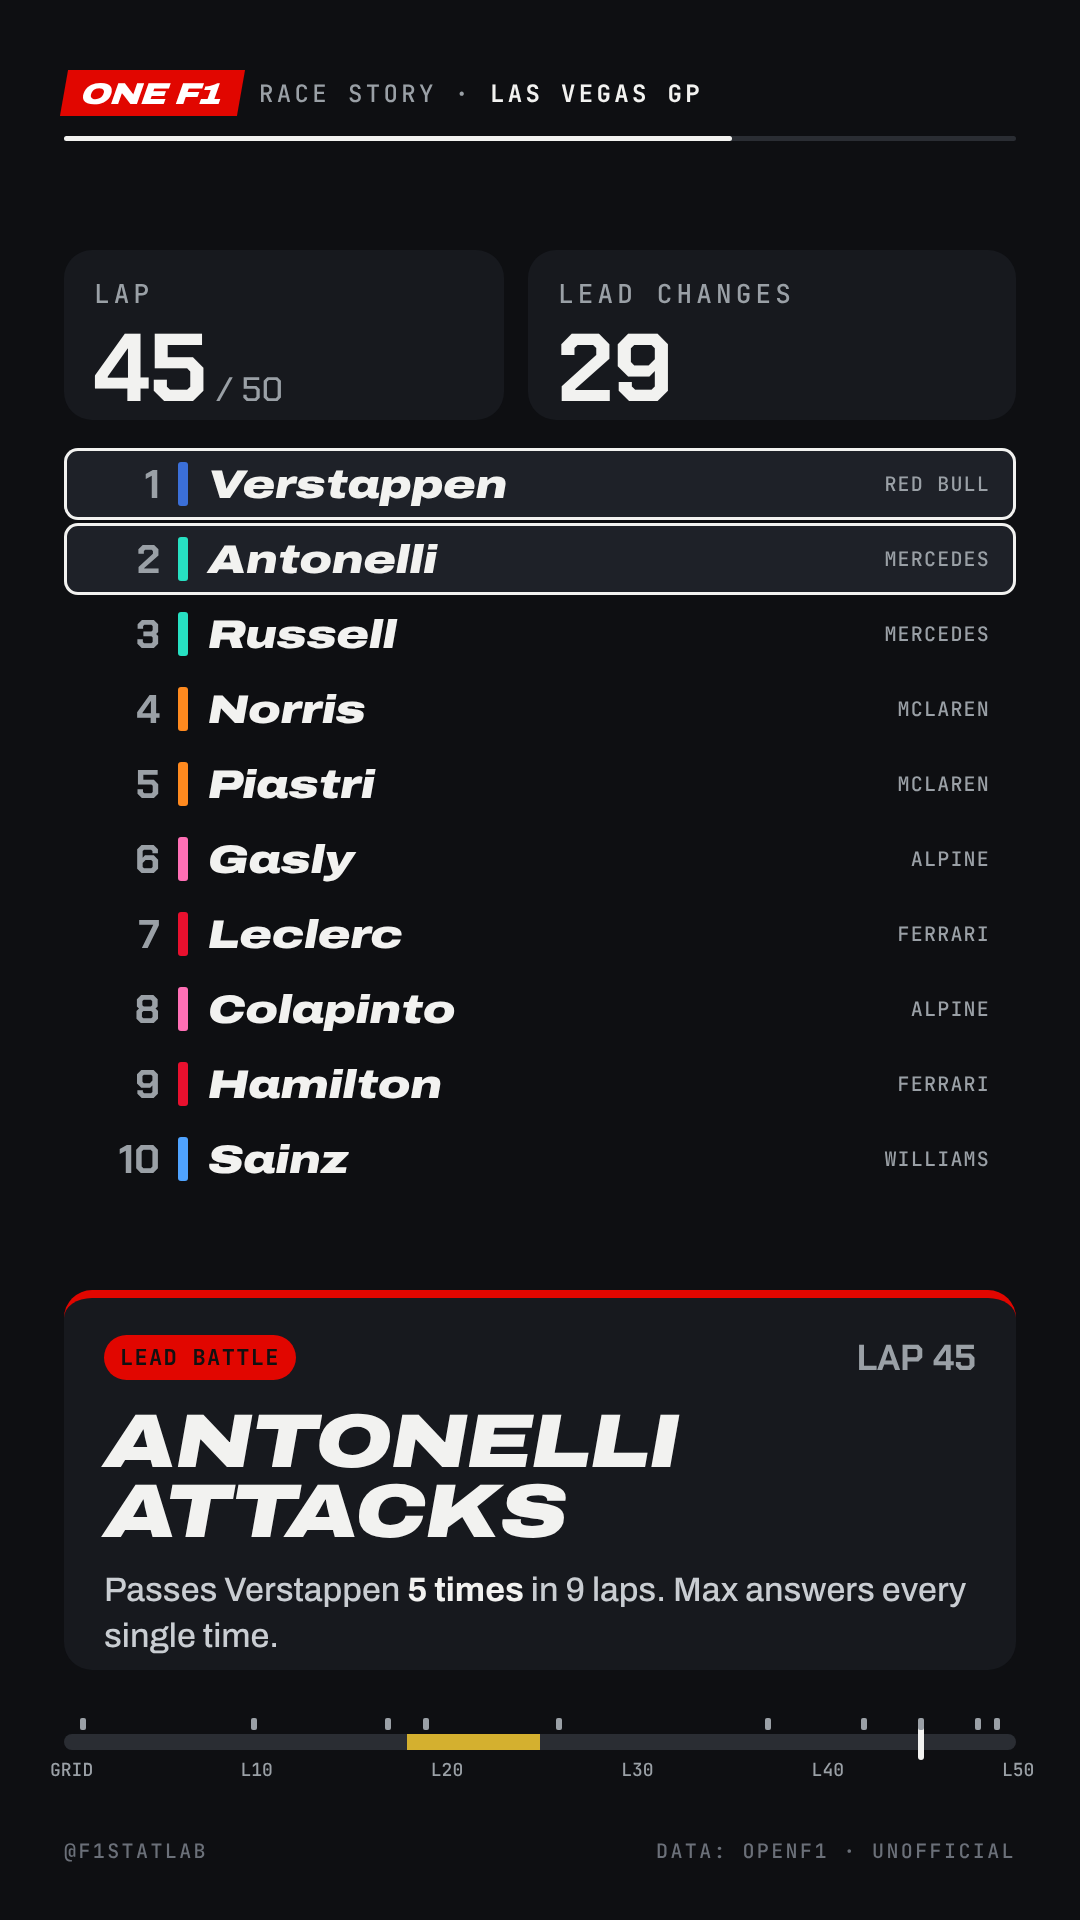 ONE F1 RACE STORY · LAS VEGAS GP
LAP
45 / 50
LEAD CHANGES
29
1 Verstappen RED BULL
2 Antonelli MERCEDES
3 Russell MERCEDES
4 Norris MCLAREN
5 Piastri MCLAREN
6 Gasly ALPINE
7 Leclerc FERRARI
8 Colapinto ALPINE
9 Hamilton FERRARI
10 Sainz WILLIAMS
LEAD BATTLE LAP 45
ANTONELLI
ATTACKS
Passes Verstappen 5 times in 9 laps. Max answers every
single time.
GRID L10 L20 L30 L40 L50
@F1STATLAB DATA: OPENF1 · UNOFFICIAL